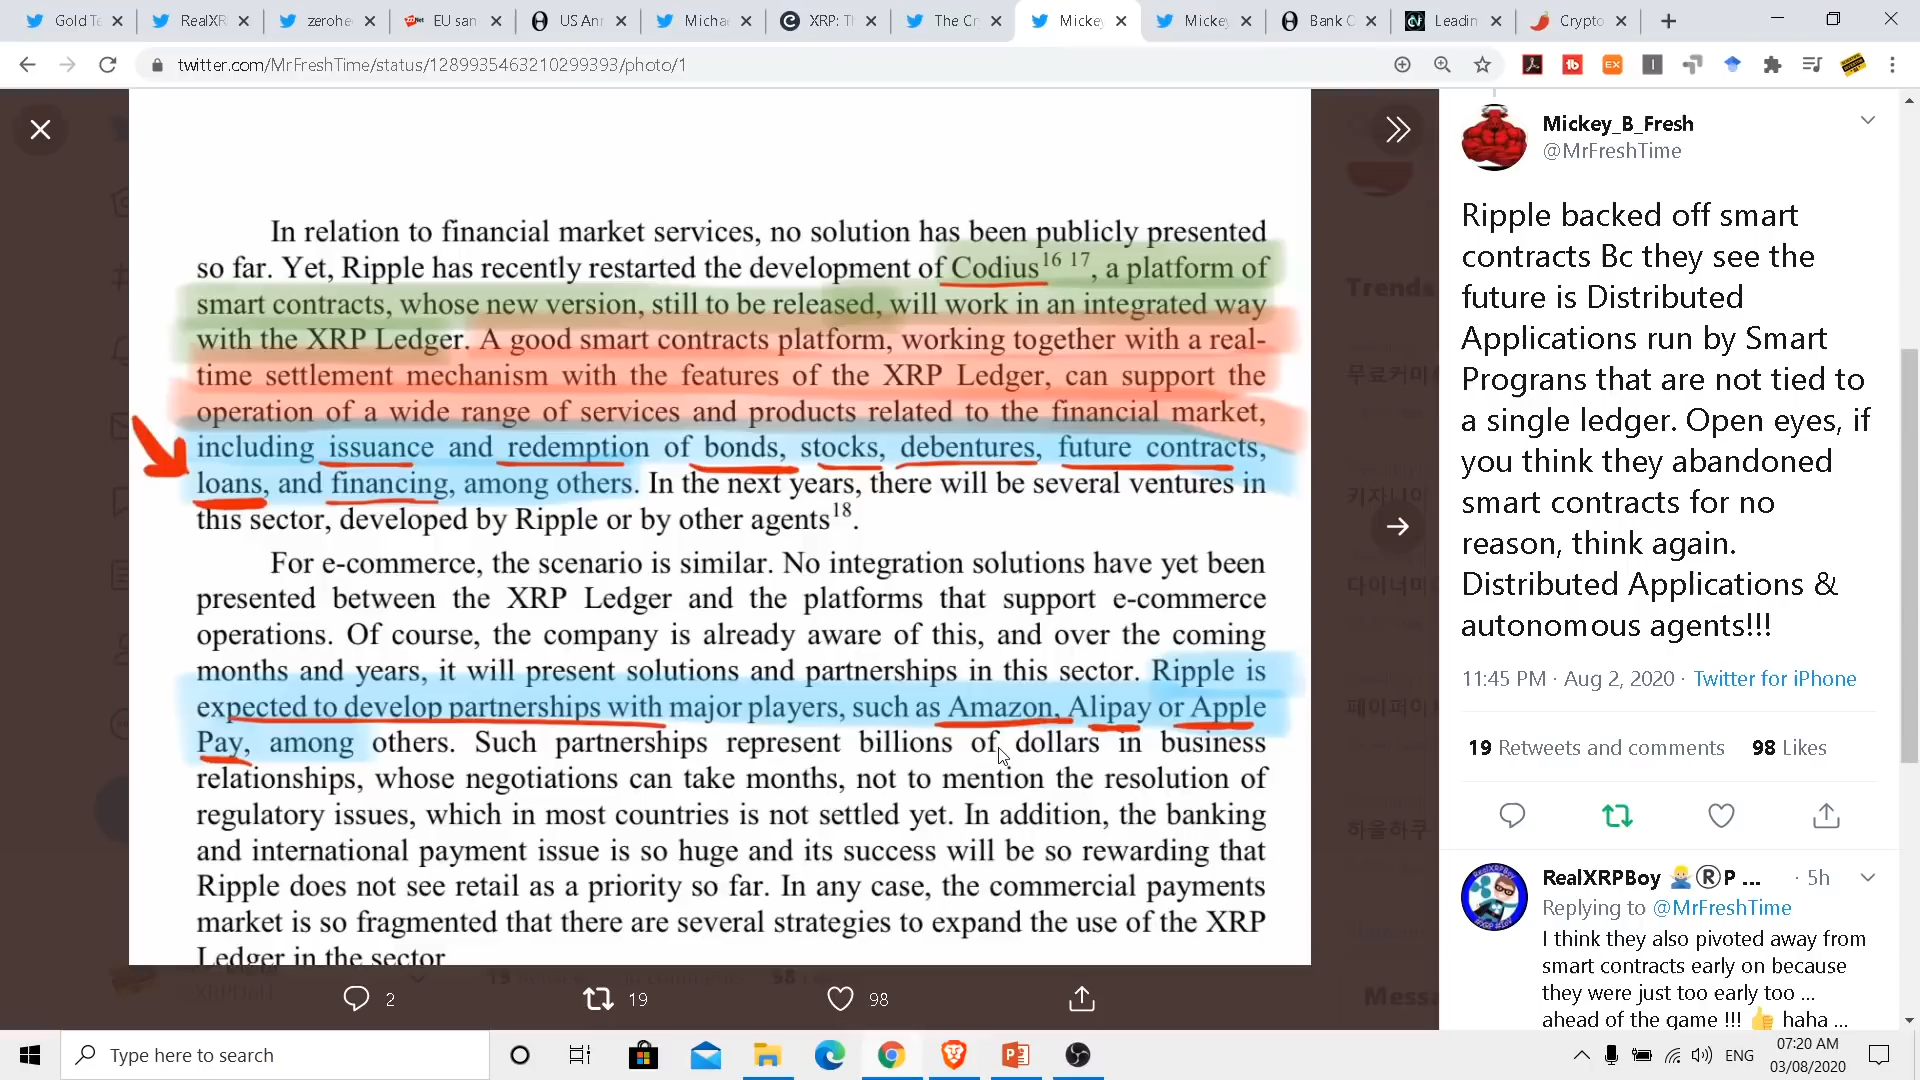 Gold Te
RealXR
zerohe
EU san
US Ann
Michae
XRP: Th
The Cr
Mickey
Mickey
Bank O
Leadin
Crypto
twitter.com/MrFreshTime/status/1289935463210299393/photo/1
In relation to financial market services, no solution has been publicly presented
so far. Yet, Ripple has recently restarted the development of Codius16 17, a platform of
smart contracts, whose new version, still to be released, will work in an integrated way
with the XRP Ledger. A good smart contracts platform, working together with a real-
time settlement mechanism with the features of the XRP Ledger, can support the
operation of a wide range of services and products related to the financial market,
including issuance and redemption of bonds, stocks, debentures, future contracts,
loans, and financing, among others. In the next years, there will be several ventures in
this sector, developed by Ripple or by other agents18.
For e-commerce, the scenario is similar. No integration solutions have yet been
presented between the XRP Ledger and the platforms that support e-commerce
operations. Of course, the company is already aware of this, and over the coming
months and years, it will present solutions and partnerships in this sector. Ripple is
expected to develop partnerships with major players, such as Amazon, Alipay or Apple
Pay, among others. Such partnerships represent billions of dollars in business
relationships, whose negotiations can take months, not to mention the resolution of
regulatory issues, which in most countries is not settled yet. In addition, the banking
and international payment issue is so huge and its success will be so rewarding that
Ripple does not see retail as a priority so far. In any case, the commercial payments
market is so fragmented that there are several strategies to expand the use of the XRP
Ledger in the sector
2
19
98
Trends
Mickey_B_Fresh
@MrFreshTime
Ripple backed off smart
contracts Bc they see the
future is Distributed
Applications run by Smart
Prograns that are not tied to
a single ledger. Open eyes, if
you think they abandoned
smart contracts for no
reason, think again.
Distributed Applications &
autonomous agents!!!
11:45 PM · Aug 2, 2020 · Twitter for iPhone
19 Retweets and comments 98 Likes
RealXRPBoy 🙅‍♂️ ®P ... · 5h
Replying to @MrFreshTime
I think they also pivoted away from
smart contracts early on because
they were just too early too ...
ahead of the game !!! 👍 haha ...
Type here to search
ENG
07:20 AM
03/08/2020